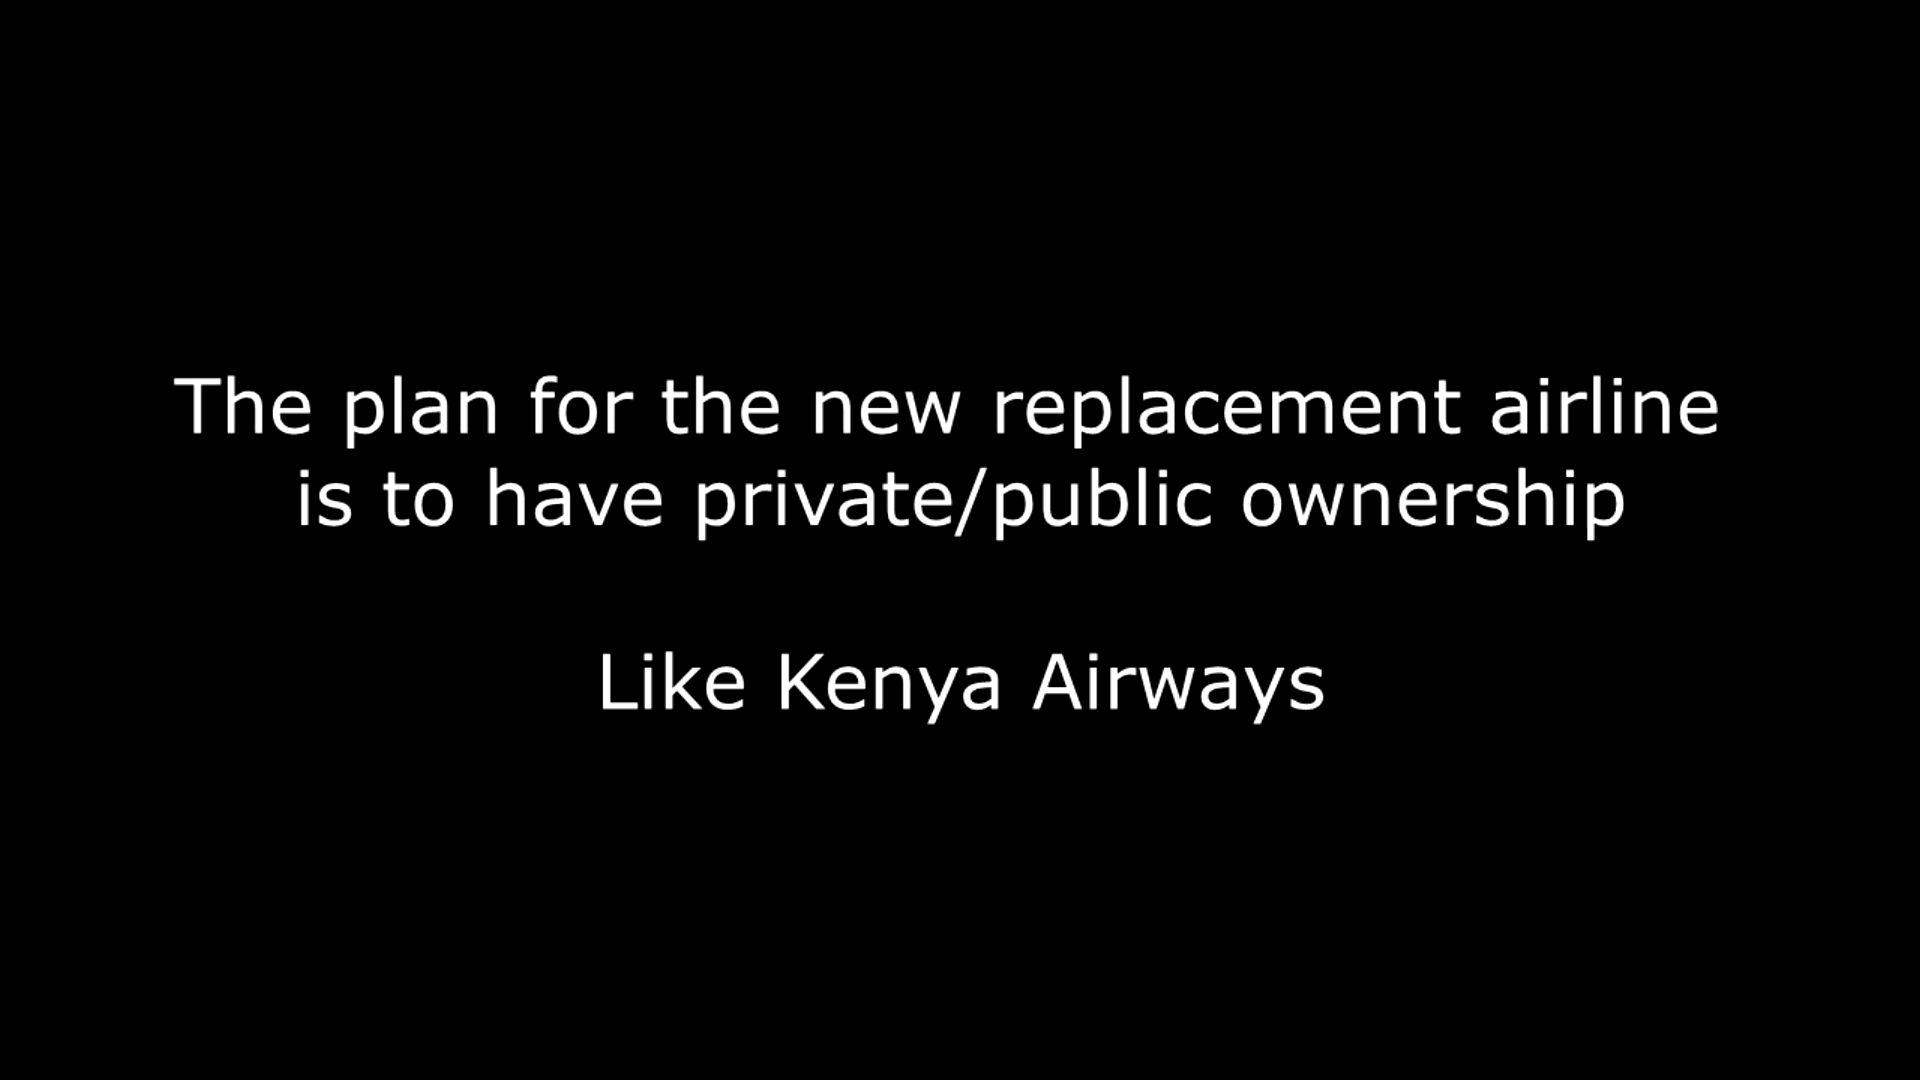 The plan for the new replacement airline
is to have private/public ownership
Like Kenya Airways